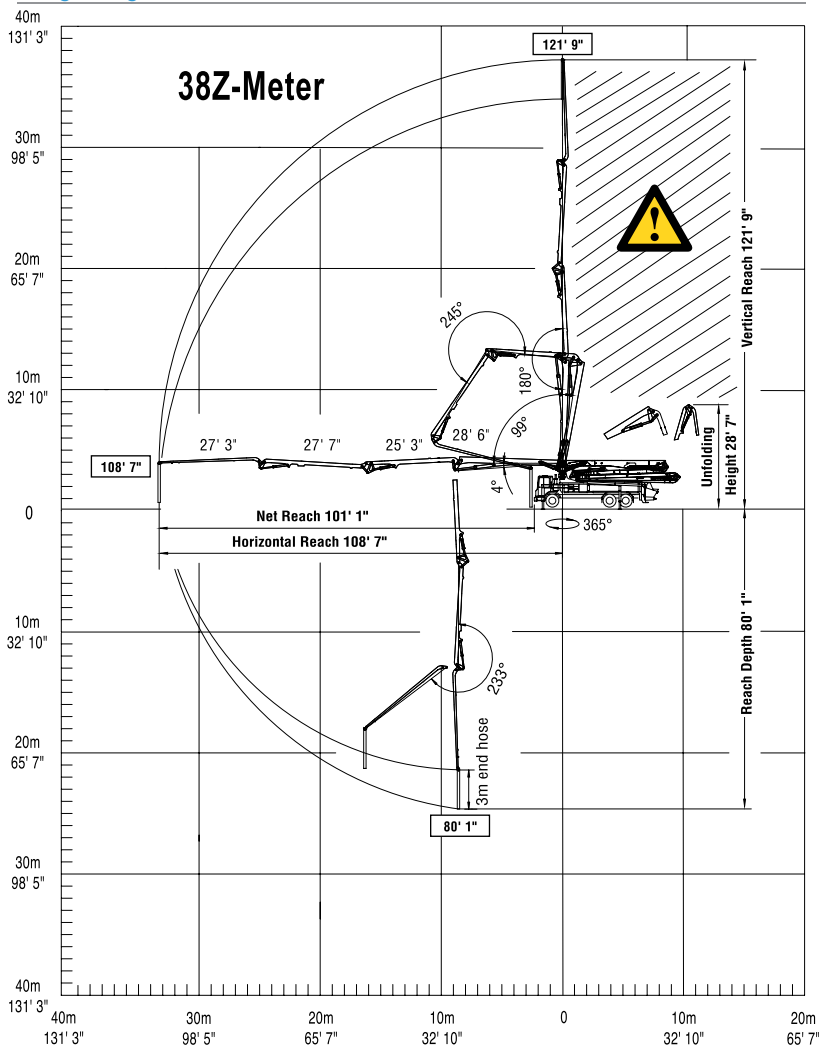 40m
131' 3"
121' 9"
38Z-Meter
30m
98' 5"
20m
65' 7"
Vertical Reach 121' 9"
245°
180°
10m
32' 10"
99°
27' 3"
27' 7"
25' 3"
28' 6"
108' 7"
4°
Unfolding
Height 28' 7"
0
Net Reach 101' 1"
365°
Horizontal Reach 108' 7"
10m
32' 10"
233°
Reach Depth 80' 1"
20m
65' 7"
3m end hose
80' 1"
30m
98' 5"
40m
131' 3"
40m
131' 3"
30m
98' 5"
20m
65' 7"
10m
32' 10"
0
10m
32' 10"
20m
65' 7"